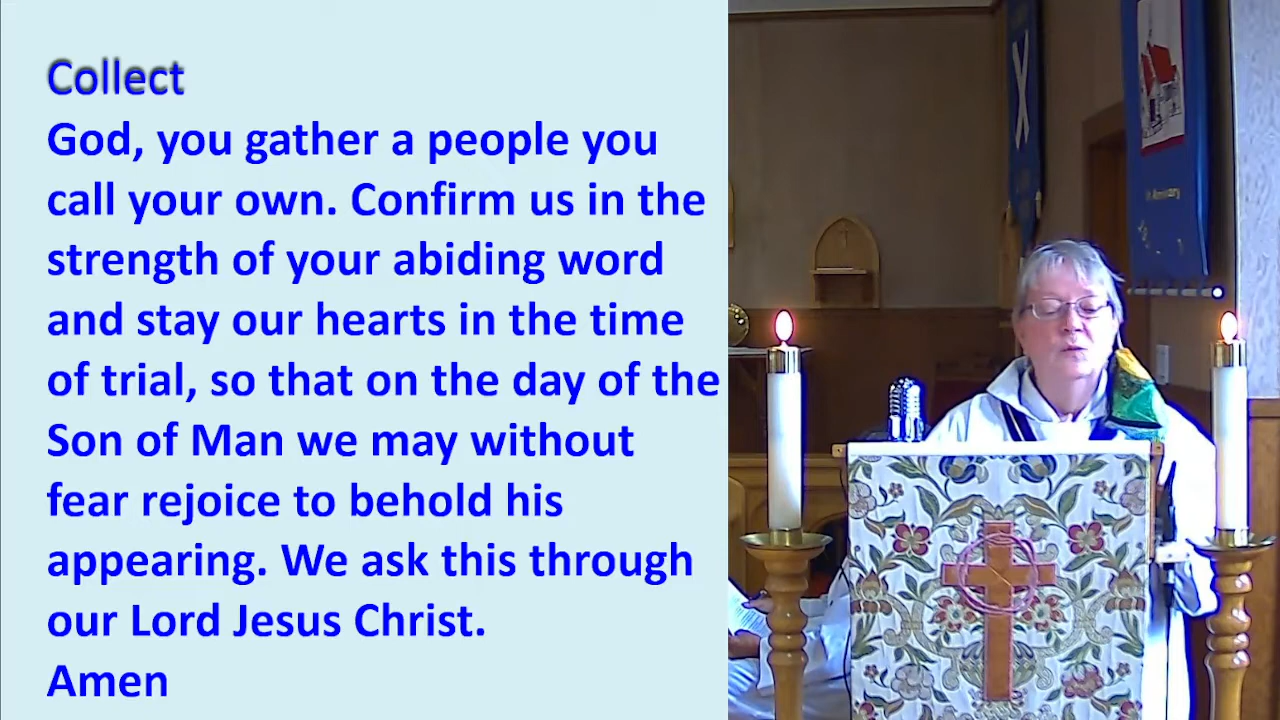 Collect
God, you gather a people you
call your own. Confirm us in the
strength of your abiding word
and stay our hearts in the time
of trial, so that on the day of the
Son of Man we may without
fear rejoice to behold his
appearing. We ask this through
our Lord Jesus Christ.
Amen